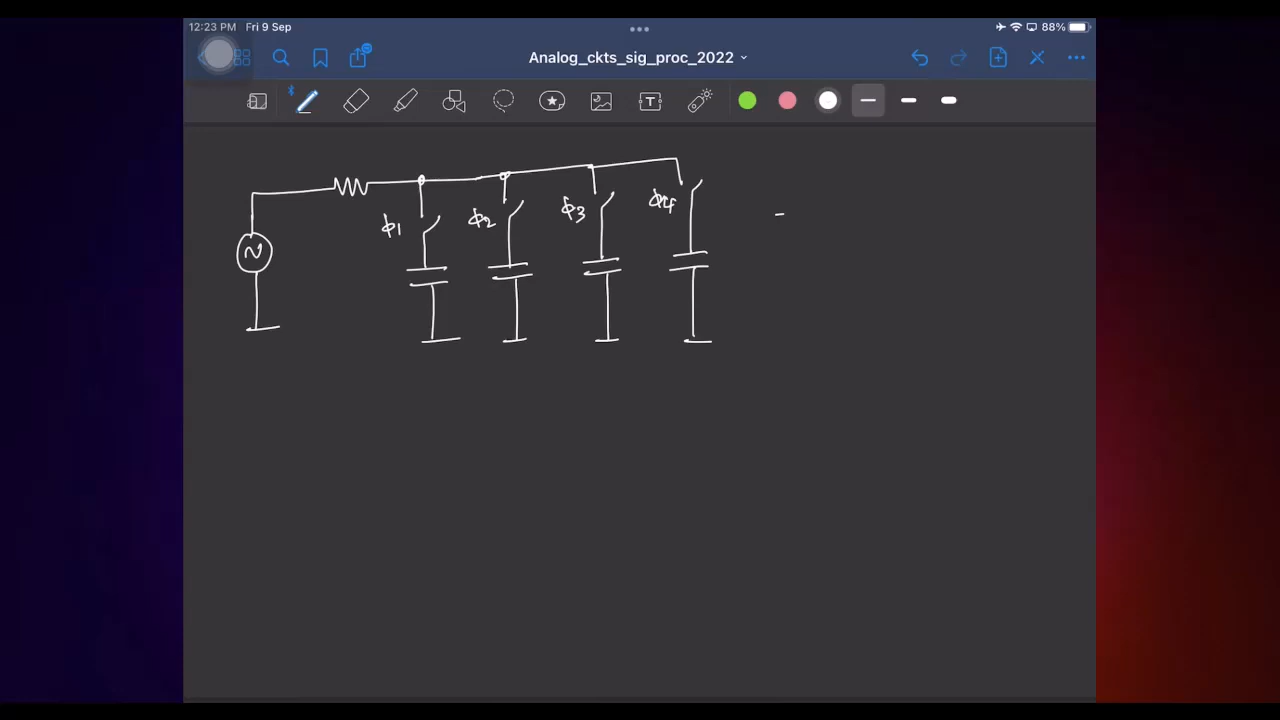 12:23 PM Fri 9 Sep
88%
Analog_ckts_sig_proc_2022
T
ϕ1 ϕ2 ϕ3 ϕ4